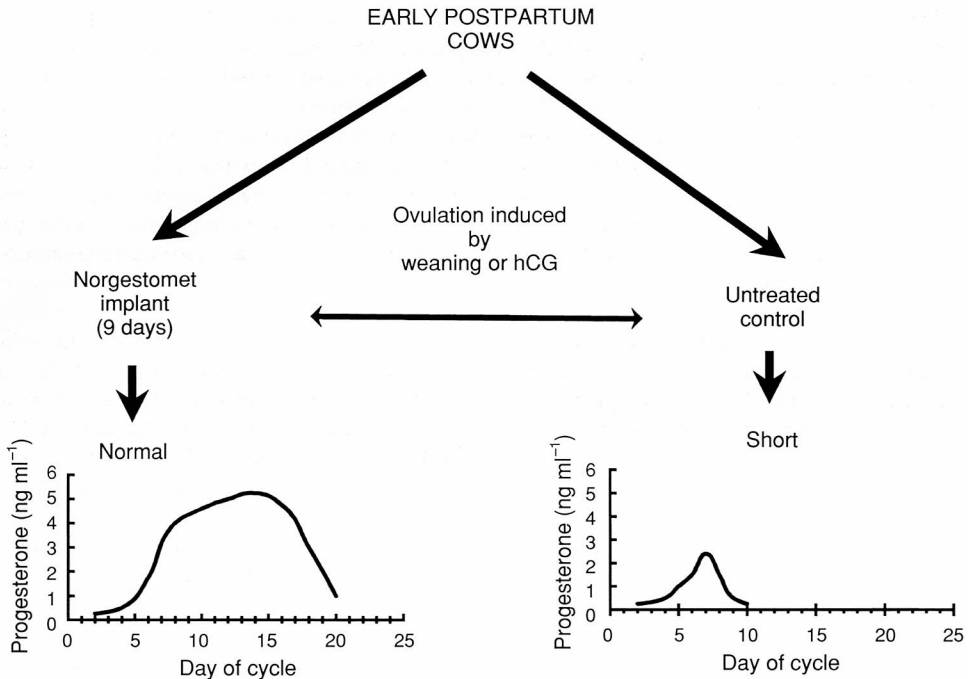 EARLY POSTPARTUM
COWS
Ovulation induced
by
weaning or hCG
Norgestomet
implant
(9 days)
Untreated
control
Normal
Short
Progesterone (ng ml⁻¹)
6
5
4
3
2
1
0
0 5 10 15 20 25
Day of cycle
Progesterone (ng ml⁻¹)
6
5
4
3
2
1
0
0 5 10 15 20 25
Day of cycle